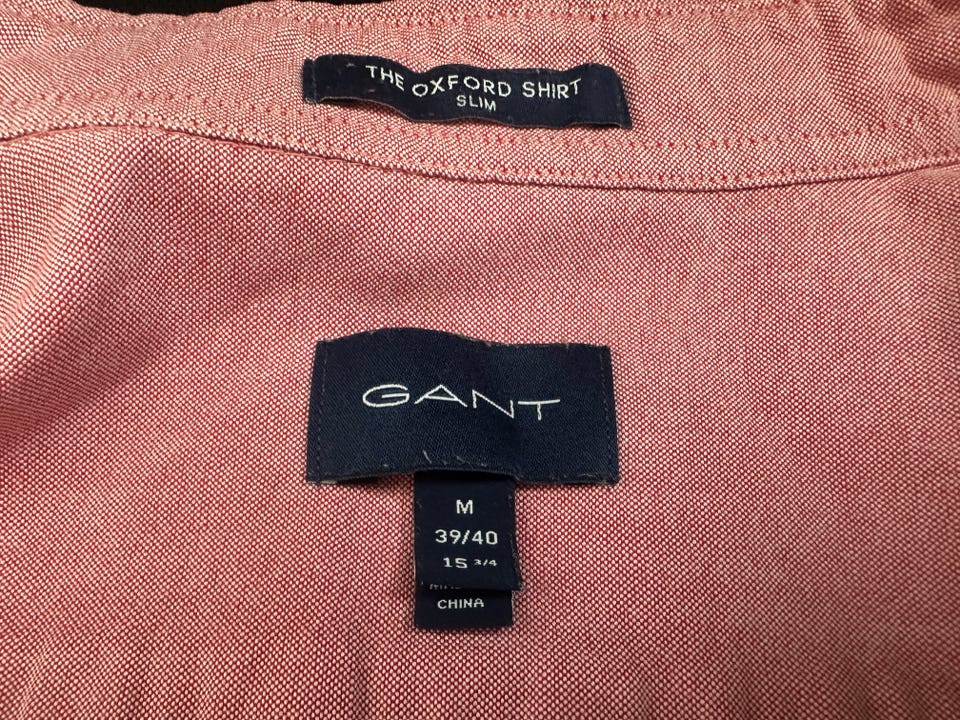 THE OXFORD SHIRT
SLIM
GANT
M
39/40
15 3/4
CHINA